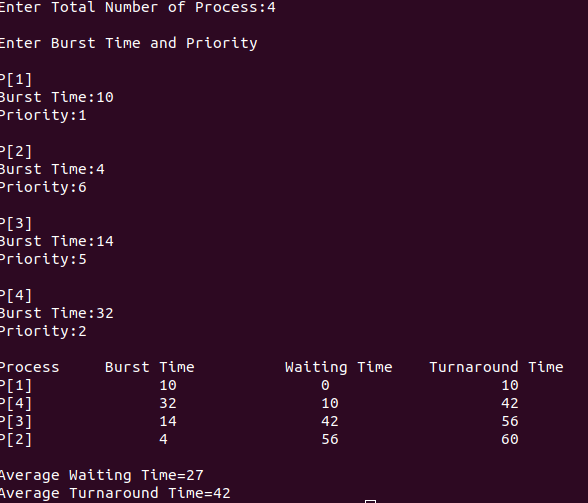 Enter Total Number of Process:4
Enter Burst Time and Priority
P[1]
Burst Time:10
Priority:1
P[2]
Burst Time:4
Priority:6
P[3]
Burst Time:14
Priority:5
P[4]
Burst Time:32
Priority:2
Process Burst Time Waiting Time Turnaround Time
P[1] 10 0 10
P[4] 32 10 42
P[3] 14 42 56
P[2] 4 56 60
Average Waiting Time=27
Average Turnaround Time=42